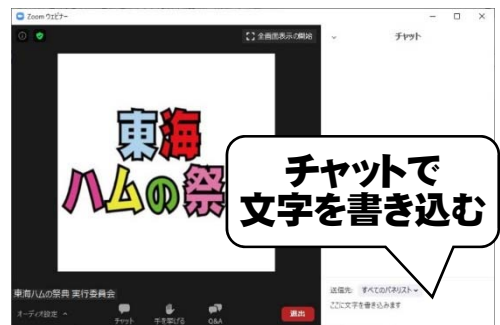 Zoom ウェビナー
全画面表示の開始
チャット
東海
ハムの祭
チャットで
文字を書き込む
東海ハムの祭典 実行委員会
送信先: すべてのパネリスト
ここに文字を書き込みます
オーディオ設定
チャット
手を挙げる
Q&A
退出